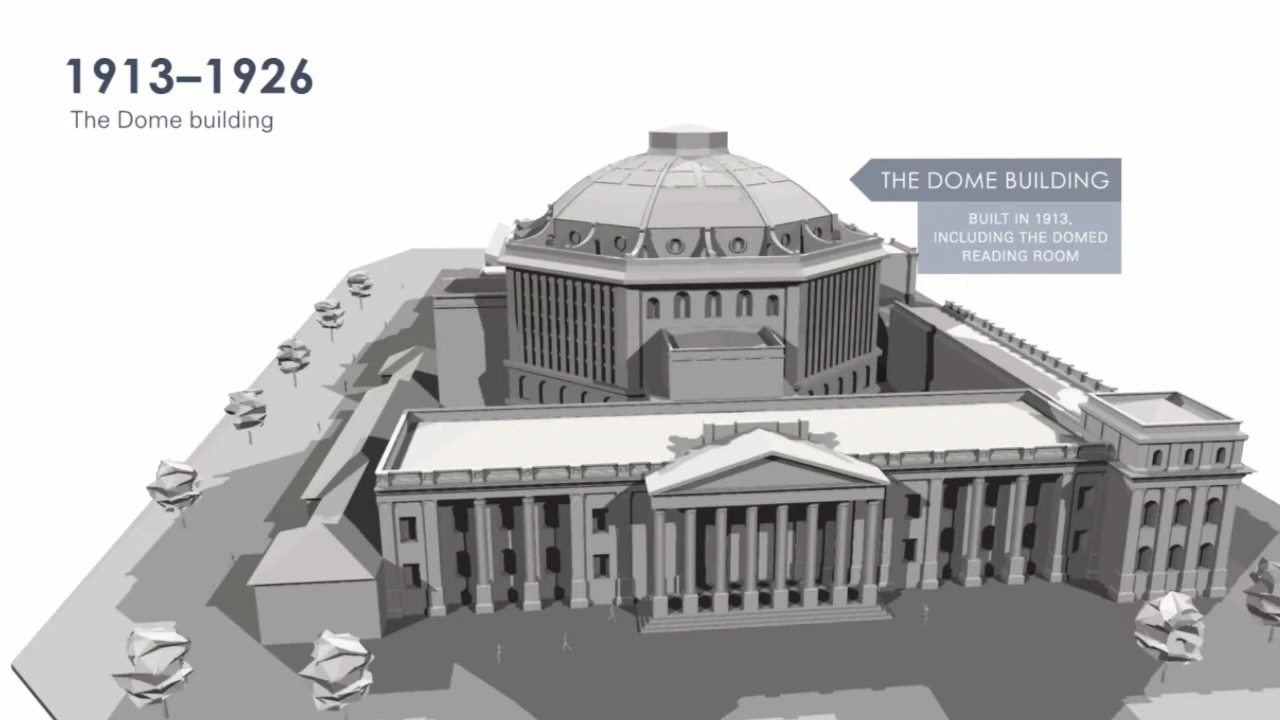 1913–1926
The Dome building
THE DOME BUILDING
BUILT IN 1913,
INCLUDING THE DOMED
READING ROOM